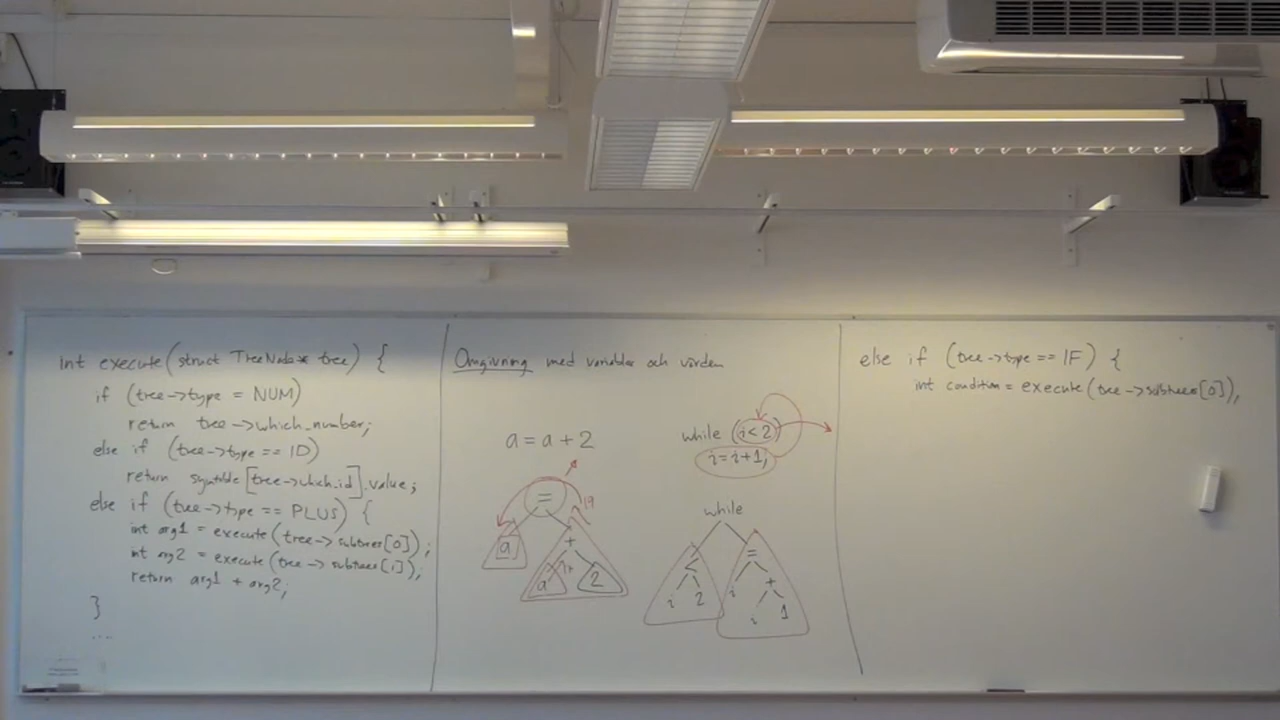 int execute(struct TreeNode* tree) {
if (tree->type = NUM)
return tree->which_number;
else if (tree->type == ID)
return symtable[tree->which_id].value;
else if (tree->type == PLUS) {
int arg1 = execute(tree->subtrees[0]);
int arg2 = execute(tree->subtrees[1]);
return arg1 + arg2;
}
....
Omgivning med variabler och värden
a = a + 2
=
19
a
+
a 17 2
while (i<2)
i=i+1;
while
< =
i 2 i +
i 1
else if (tree->type == IF) {
int condition = execute(tree->subtrees[0]);